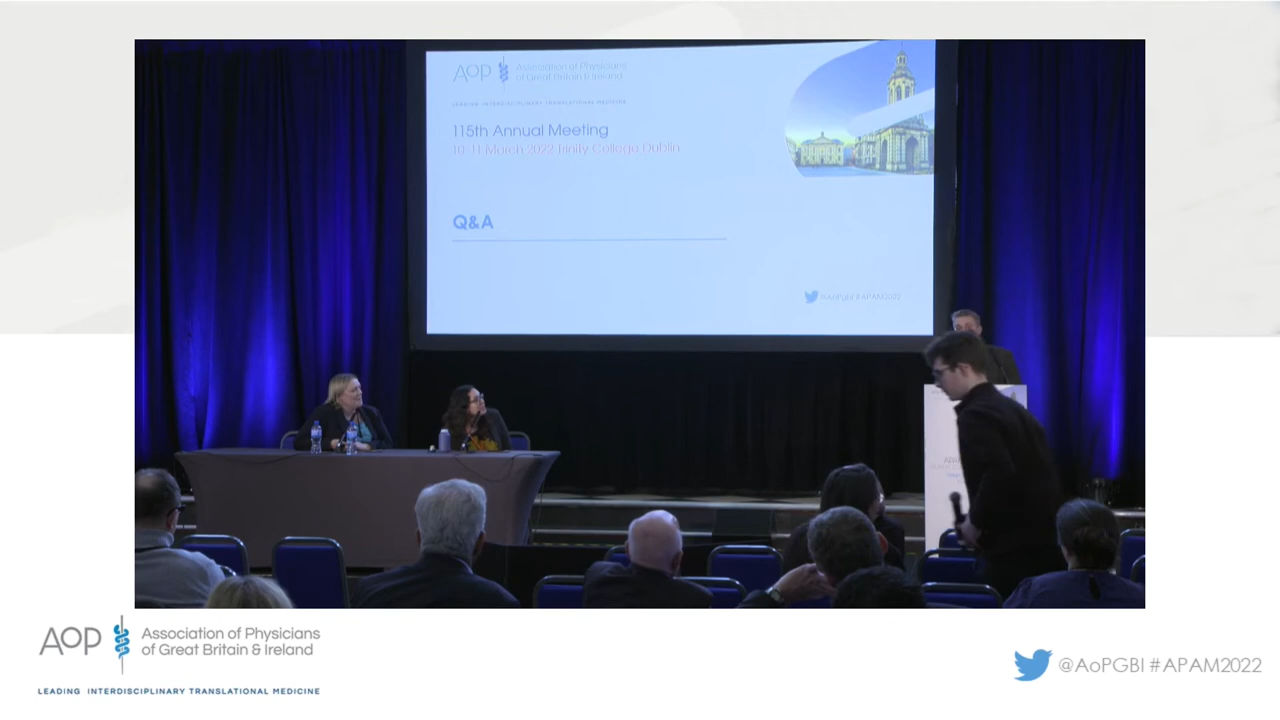 AOP
Association of Physicians
of Great Britain & Ireland
LEADING INTERDISCIPLINARY TRANSLATIONAL MEDICINE
115th Annual Meeting
10-11 March 2022 Trinity College Dublin
Q&A
@AoPGBI #APAM2022
AOP
Association of Physicians
of Great Britain & Ireland
LEADING INTERDISCIPLINARY TRANSLATIONAL MEDICINE
@AoPGBI #APAM2022